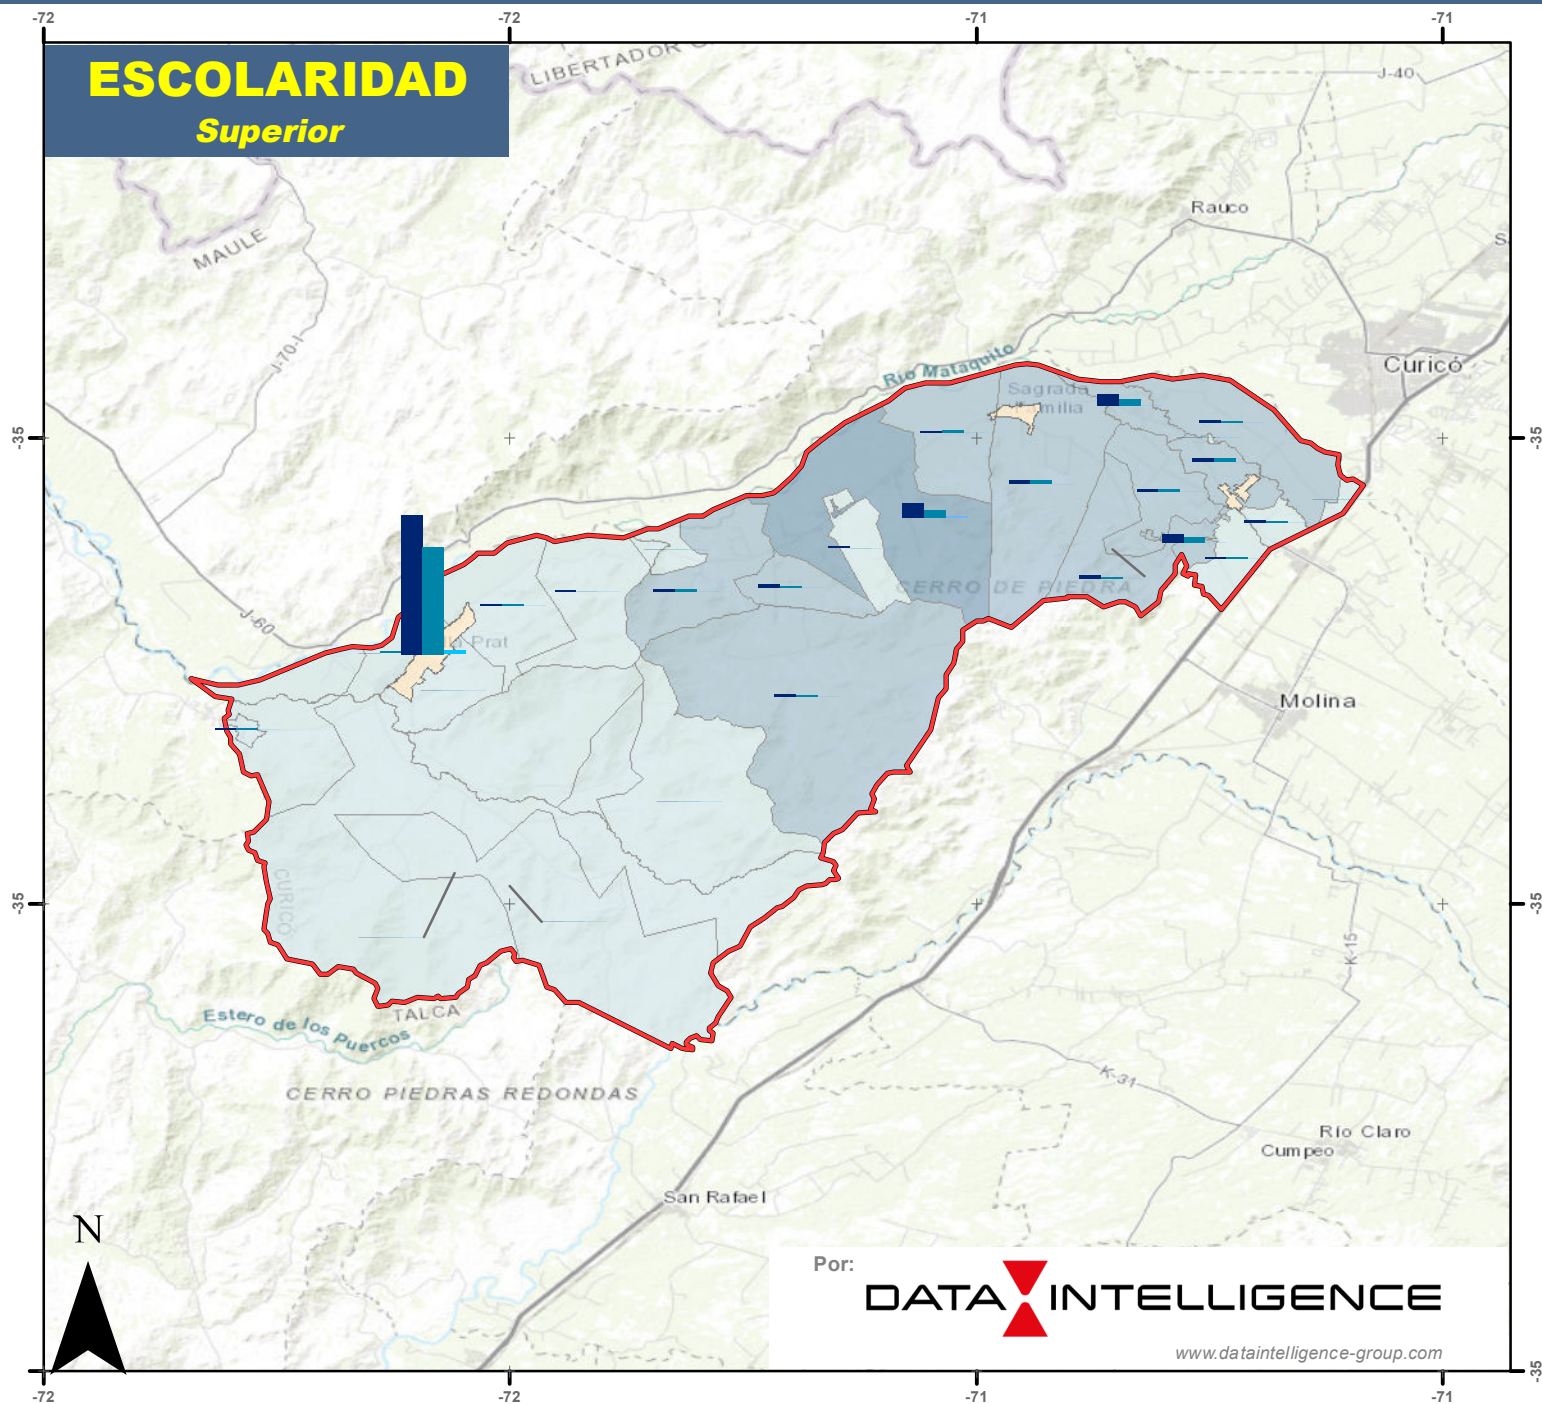 -72
-72
-71
-71
ESCOLARIDAD
Superior
LIBERTADOR
J-40
MAULE
Rauco
J-70-I
Río Mataquito
Curicó
Sagrada
Familia
-35
-35
CERRO DE PIEDRA
J-60
Prat
Molina
CURICÓ
-35
-35
K-15
TALCA
Estero de los Puercos
CERRO PIEDRAS REDONDAS
K-31
Río Claro
Cumpeo
San Rafael
N
Por:
DATA INTELLIGENCE
www.dataintelligence-group.com
-35
-72
-72
-71
-71